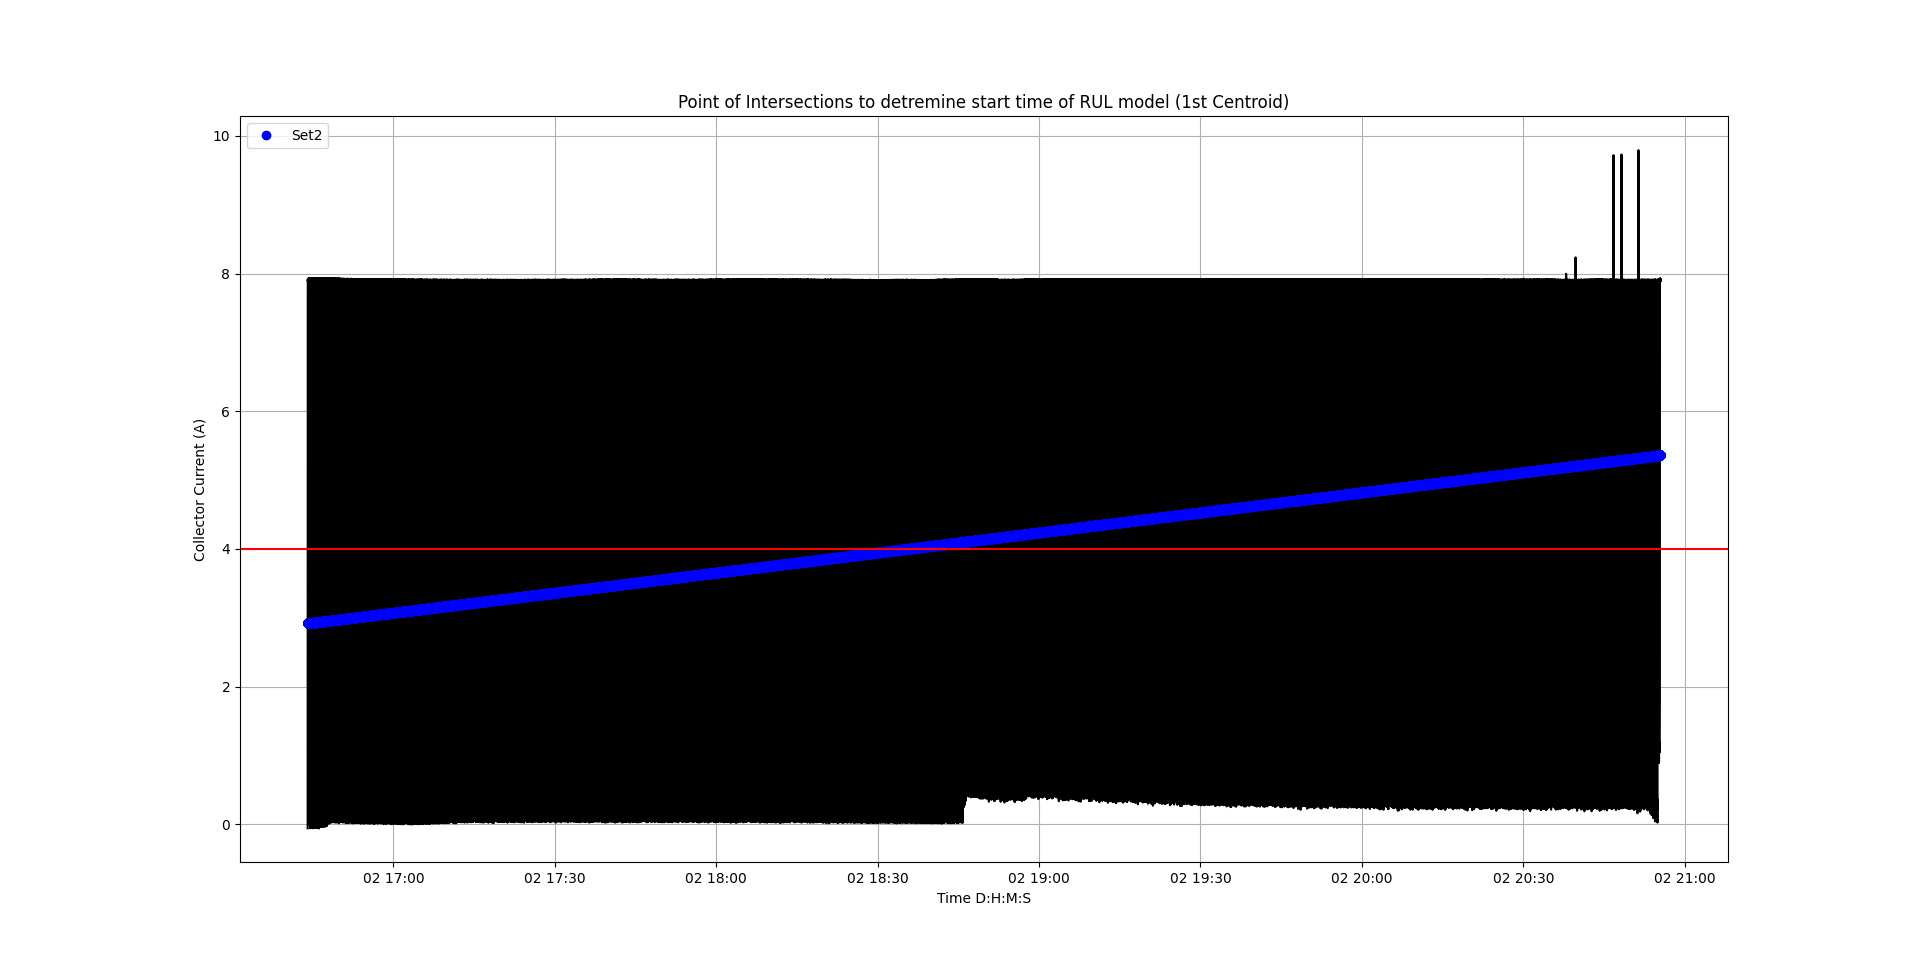 Point of Intersections to detremine start time of RUL model (1st Centroid)
Set2
10
8
6
4
2
0
Collector Current (A)
02 17:00 02 17:30 02 18:00 02 18:30 02 19:00 02 19:30 02 20:00 02 20:30 02 21:00
Time D:H:M:S